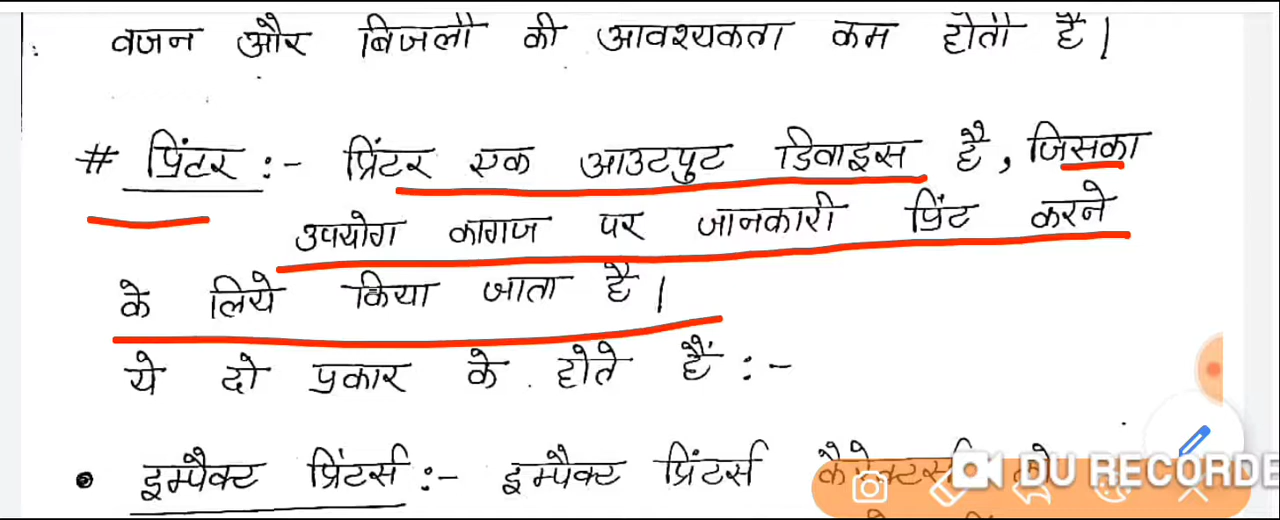 वजन और बिजली की आवश्यकता कम होती है।
# प्रिंटर :- प्रिंटर एक आउटपुट डिवाइस है, जिसका
उपयोग कागज पर जानकारी प्रिंट करने
के लिये किया जाता है।
ये दो प्रकार के होते हैं :-
• इम्पैक्ट प्रिंटर्स :- इम्पैक्ट प्रिंटर्स कैरेक्टर्स को
DU RECORDE